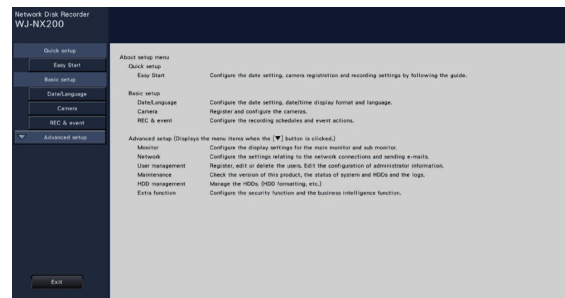 Network Disk Recorder
WJ-NX200
Quick setup
Easy Start
Basic setup
Date/Language
Camera
REC & event
▼ Advanced setup
Exit
About setup menu
Quick setup
Easy Start Configure the date setting, camera registration and recording settings by following the guide.
Basic setup
Date/Language Configure the date setting, date/time display format and language.
Camera Register and configure the cameras.
REC & event Configure the recording schedules and event actions.
Advanced setup (Displays the menu items when the [▼] button is clicked.)
Monitor Configure the display settings for the main monitor and sub monitor.
Network Configure the settings relating to the network connections and sending e-mails.
User management Register, edit or delete the users. Edit the configuration of administrator information.
Maintenance Check the version of this product, the status of system and HDDs and the logs.
HDD management Manage the HDDs. (HDD formatting, etc.)
Extra function Configure the security function and the business intelligence function.